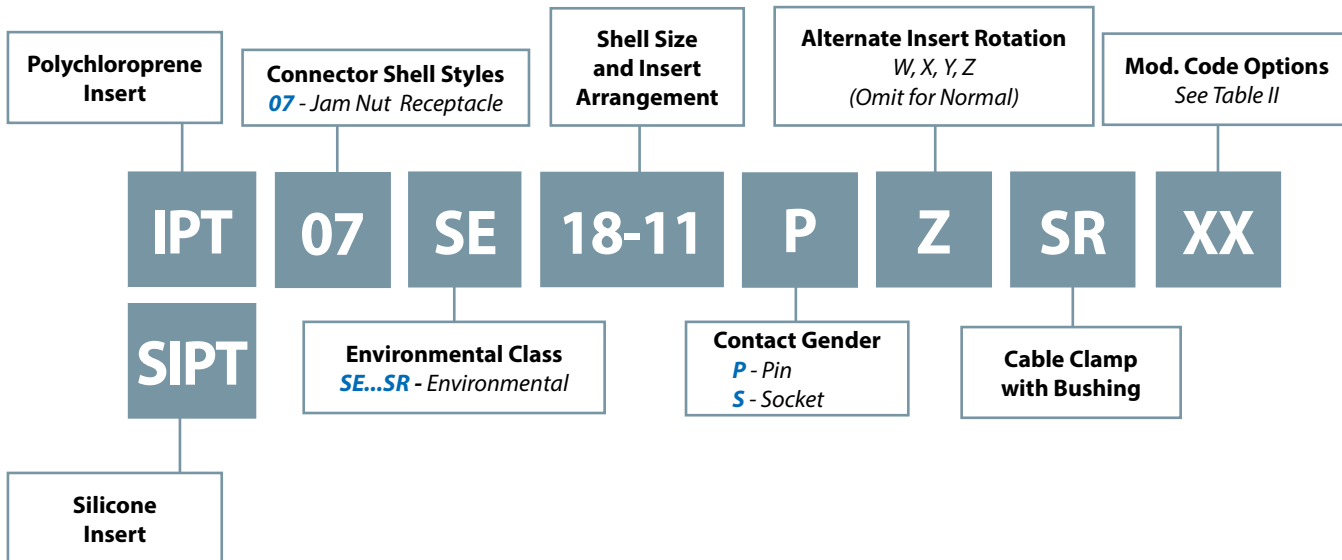 Polychloroprene
Insert
Connector Shell Styles
07 - Jam Nut Receptacle
Shell Size
and Insert
Arrangement
Alternate Insert Rotation
W, X, Y, Z
(Omit for Normal)
Mod. Code Options
See Table II
IPT
07
SE
18-11
P
Z
SR
XX
SIPT
Environmental Class
SE...SR - Environmental
Contact Gender
P - Pin
S - Socket
Cable Clamp
with Bushing
Silicone
Insert